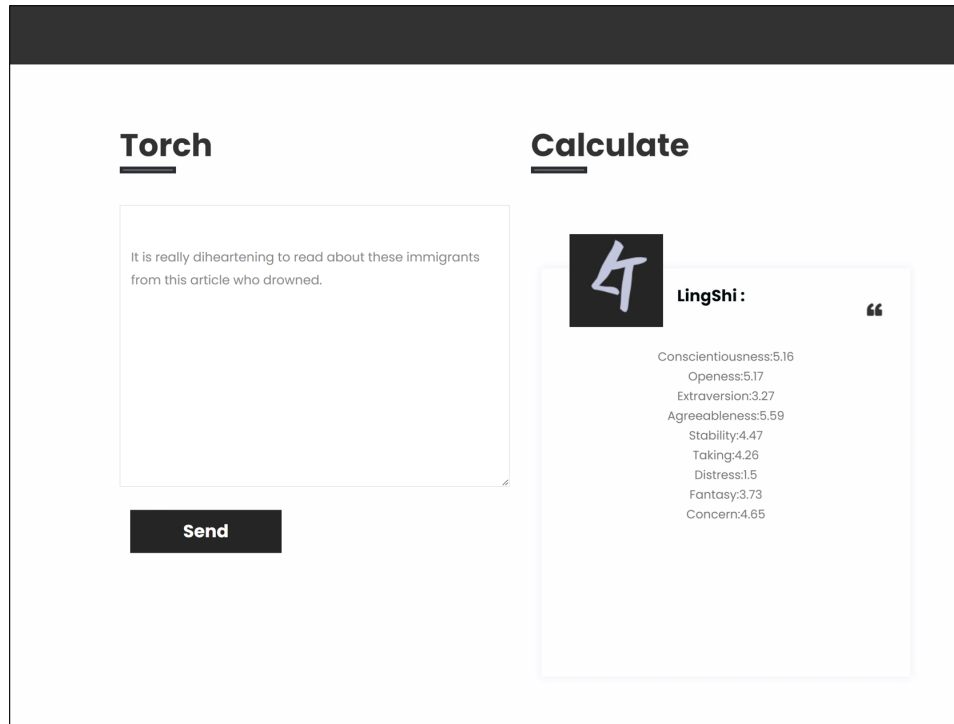 Torch
It is really diheartening to read about these immigrants
from this article who drowned.
Send
Calculate
LingShi :
Conscientiousness:5.16
Openess:5.17
Extraversion:3.27
Agreeableness:5.59
Stability:4.47
Taking:4.26
Distress:1.5
Fantasy:3.73
Concern:4.65